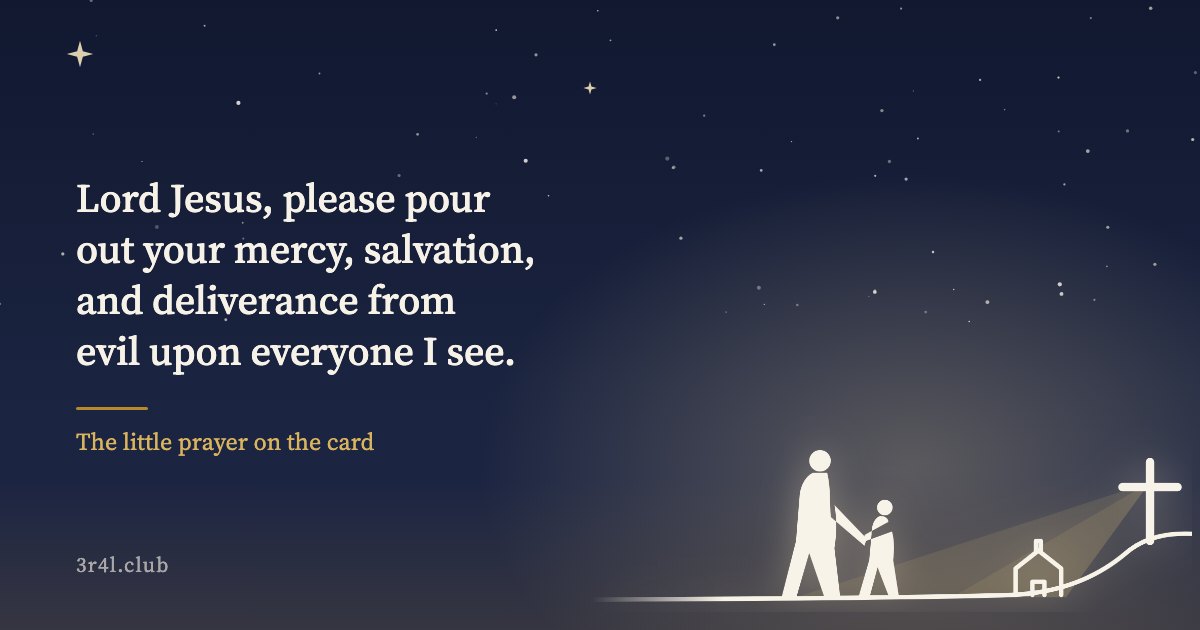 Lord Jesus, please pour
out your mercy, salvation,
and deliverance from
evil upon everyone I see.
The little prayer on the card
3r4l.club